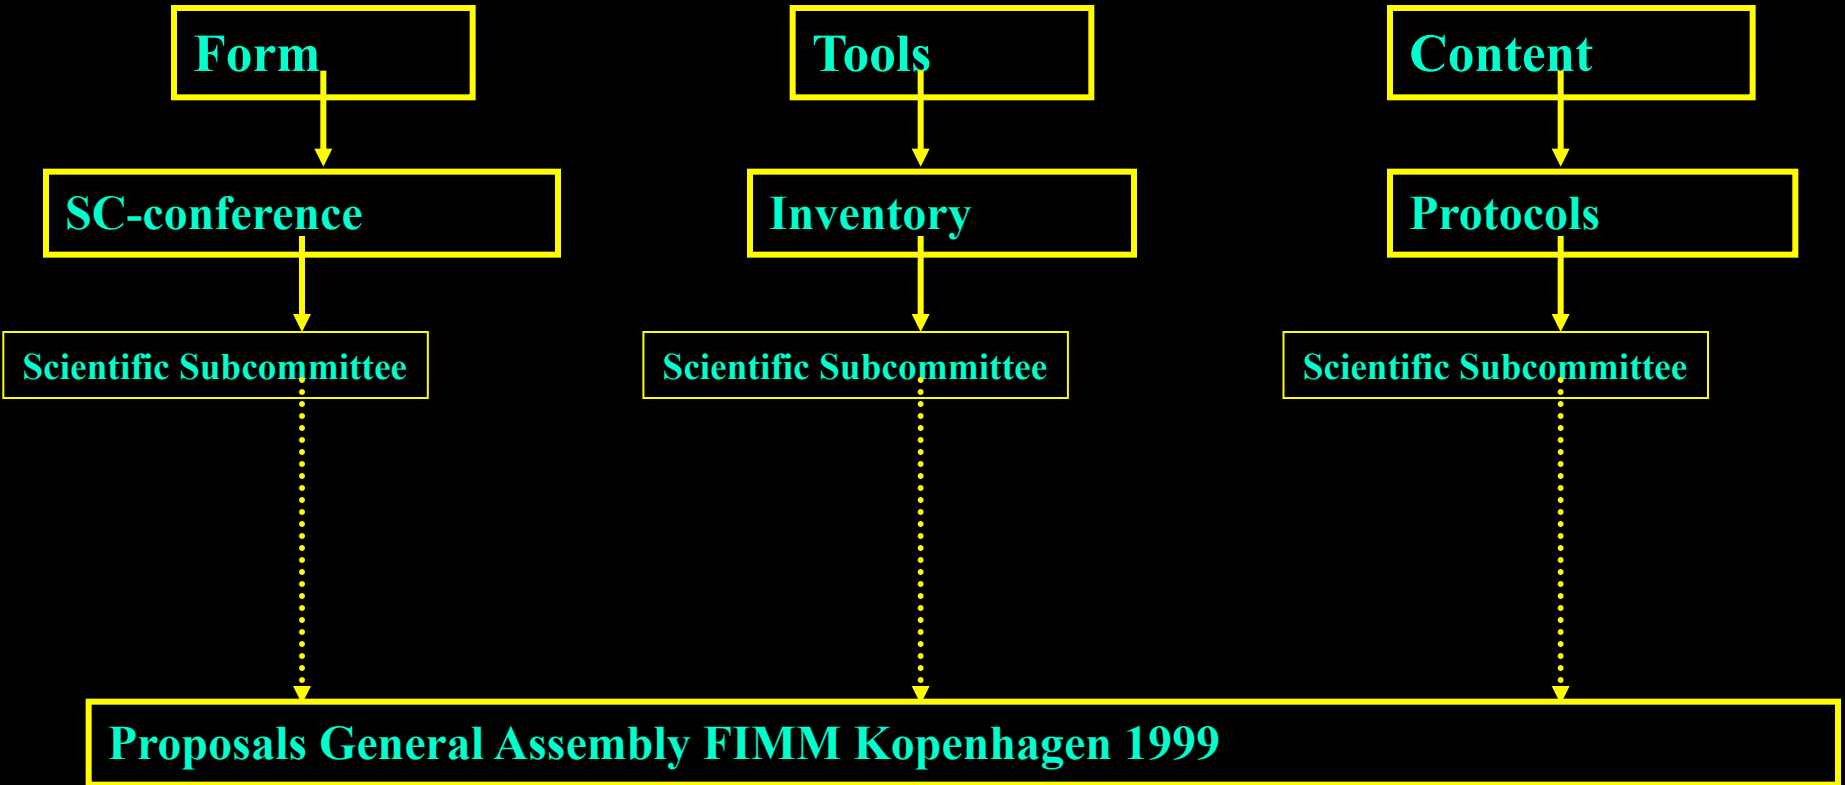 Form
Tools
Content
SC-conference
Inventory
Protocols
Scientific Subcommittee
Scientific Subcommittee
Scientific Subcommittee
Proposals General Assembly FIMM Kopenhagen 1999